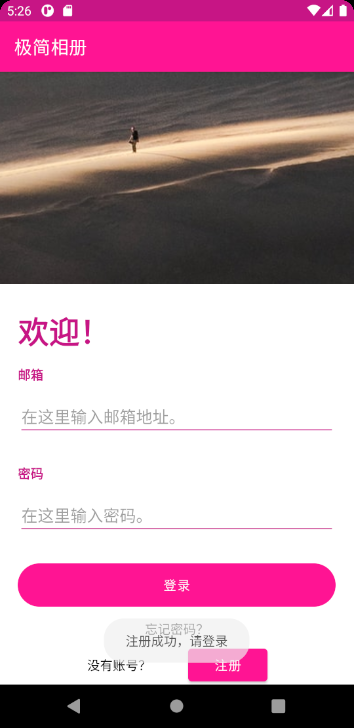 5:26
极简相册
欢迎!
邮箱
在这里输入邮箱地址。
密码
在这里输入密码。
登录
忘记密码?
注册成功，请登录
没有账号?
注册